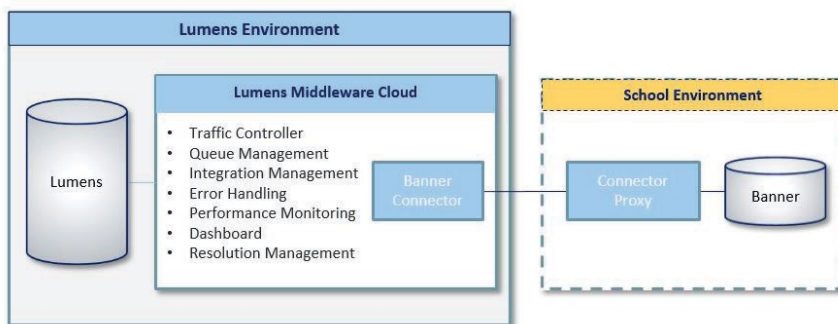 Lumens Environment
Lumens Middleware Cloud
School Environment
Lumens
• Traffic Controller
• Queue Management
• Integration Management
• Error Handling
• Performance Monitoring
• Dashboard
• Resolution Management
Banner
Connector
Connector
Proxy
Banner